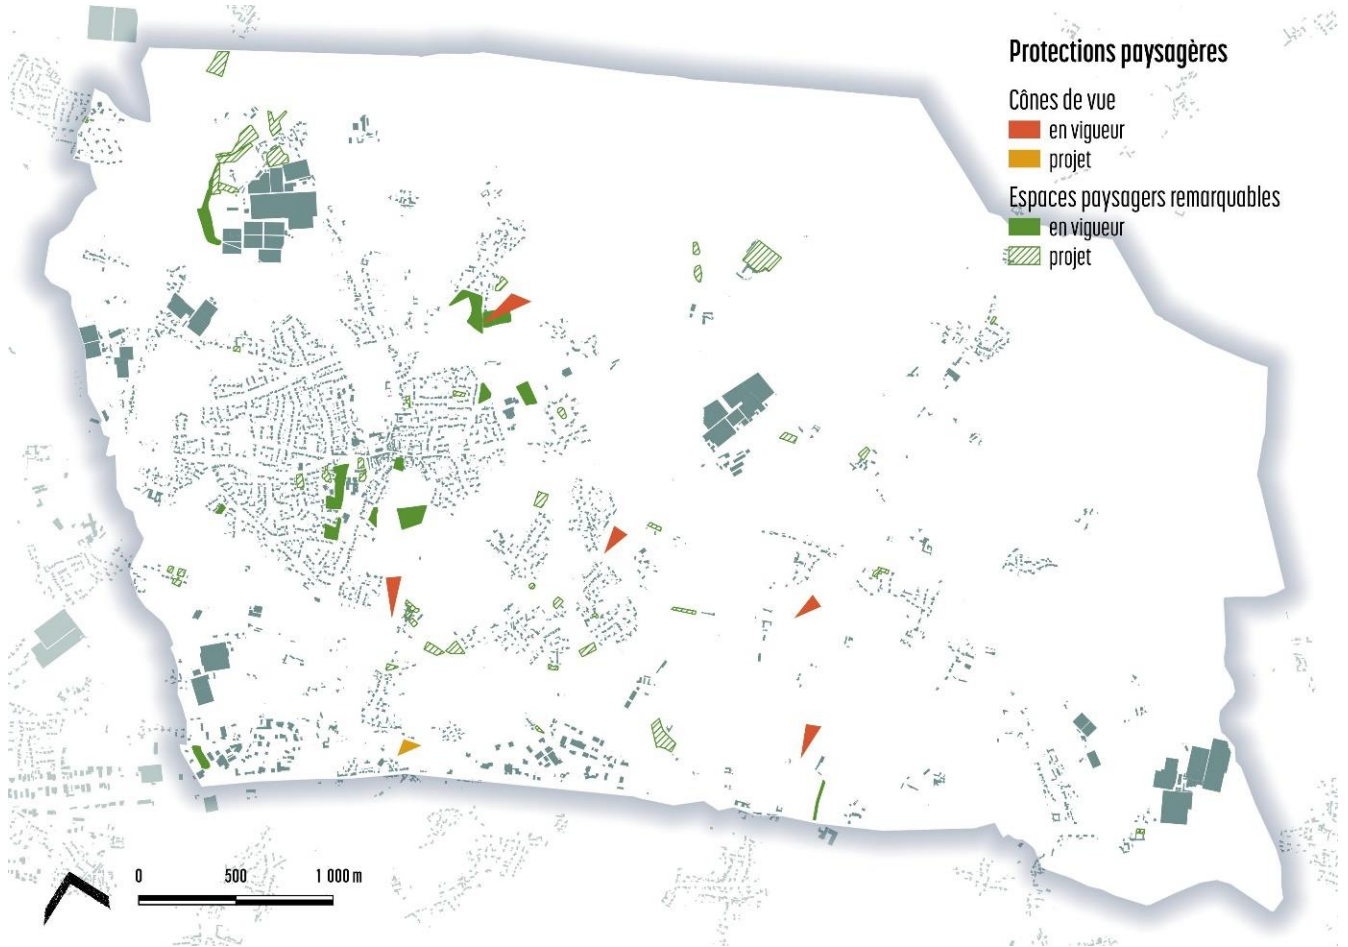 Protections paysagères
Cônes de vue
en vigueur
projet
Espaces paysagers remarquables
en vigueur
projet
0 500 1 000 m